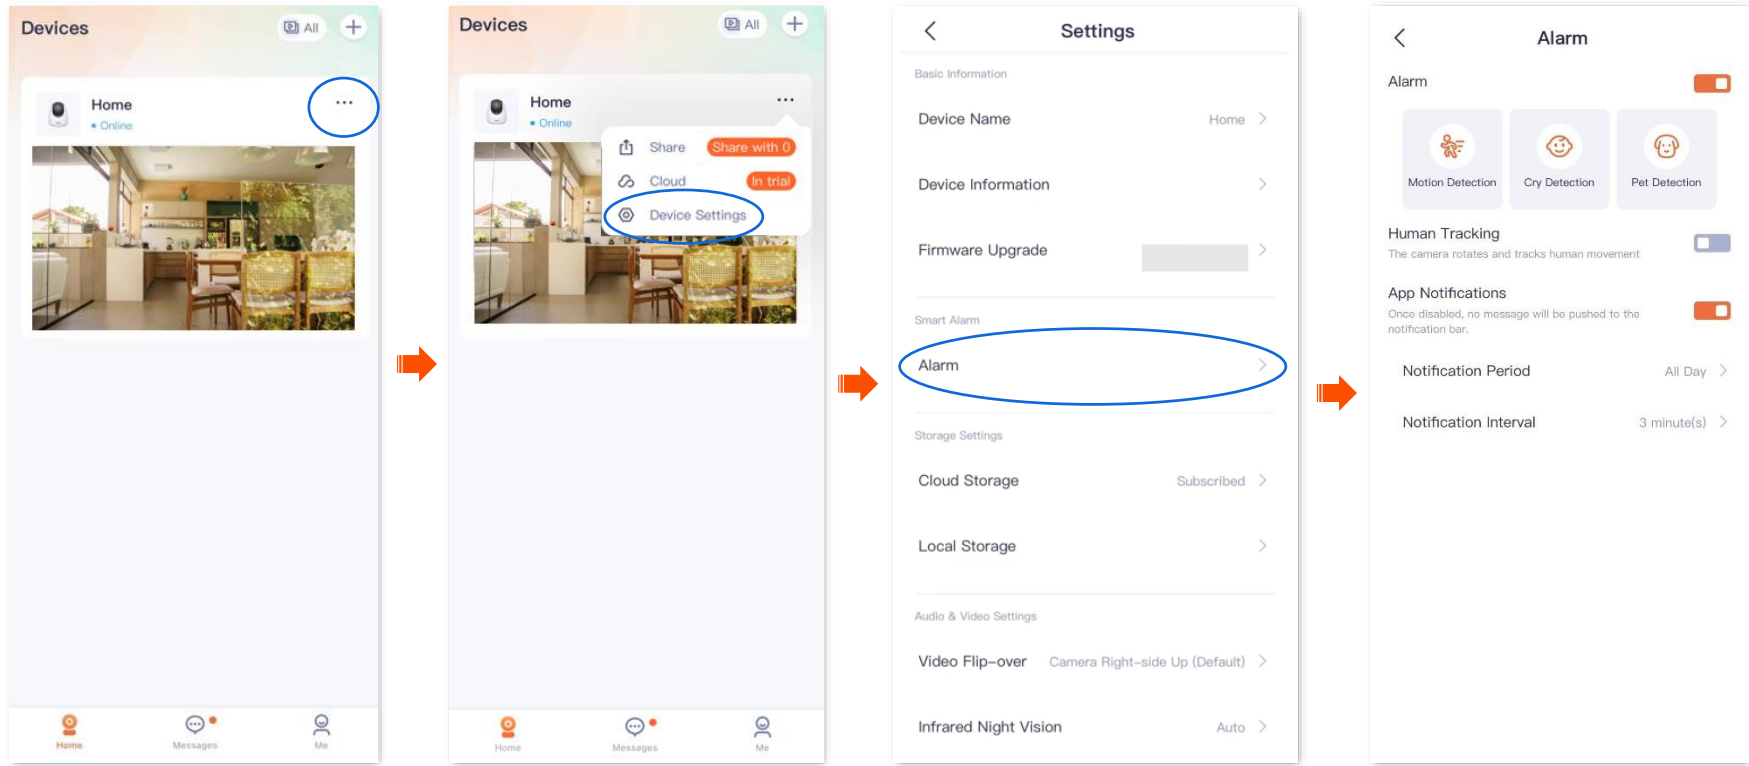 Devices
All
Home
Online
Home
Messages
Me
Devices
All
Home
Online
Share
Share with 0
Cloud
In trial
Device Settings
Home
Messages
Me
Settings
Basic Information
Device Name
Home
Device Information
Firmware Upgrade
Smart Alarm
Alarm
Storage Settings
Cloud Storage
Subscribed
Local Storage
Audio & Video Settings
Video Flip-over
Camera Right-side Up (Default)
Infrared Night Vision
Auto
Alarm
Alarm
Motion Detection
Cry Detection
Pet Detection
Human Tracking
The camera rotates and tracks human movement
App Notifications
Once disabled, no message will be pushed to the
notification bar.
Notification Period
All Day
Notification Interval
3 minute(s)